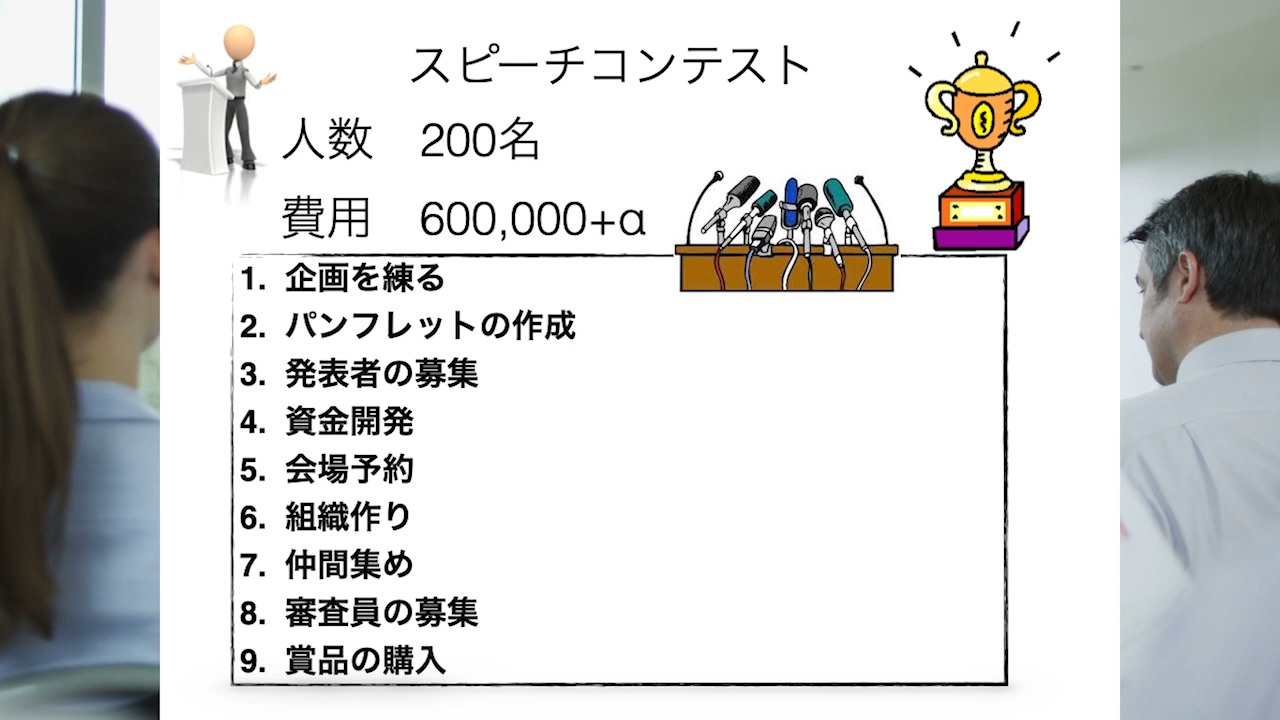 スピーチコンテスト
人数　200名
費用　600,000+α
1. 企画を練る
2. パンフレットの作成
3. 発表者の募集
4. 資金開発
5. 会場予約
6. 組織作り
7. 仲間集め
8. 審査員の募集
9. 賞品の購入